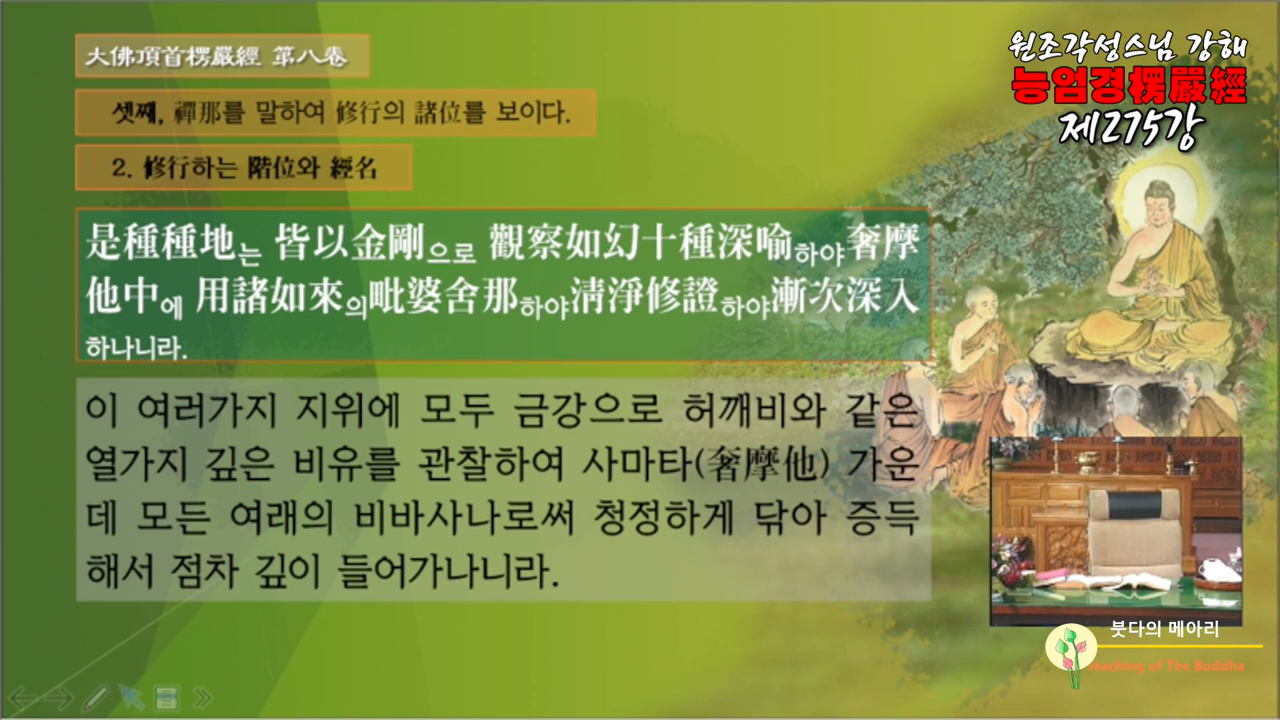 大佛頂首楞嚴經 第八卷
셋째, 禪那를 말하여 修行의 諸位를 보이다.
2. 修行하는 階位와 經名
是種種地는 皆以金剛으로 觀察如幻十種深喻하야奢摩
他中에 用諸如來의毗婆舍那하야淸淨修證하야漸次深入
하나니라.
이 여러가지 지위에 모두 금강으로 허깨비와 같은
열가지 깊은 비유를 관찰하여 사마타(奢摩他) 가운
데 모든 여래의 비바사나로써 청정하게 닦아 증득
해서 점차 깊이 들어가나니라.
원조각성스님 강해
능엄경楞嚴經
제275강
붓다의 메아리
Teaching of The Buddha